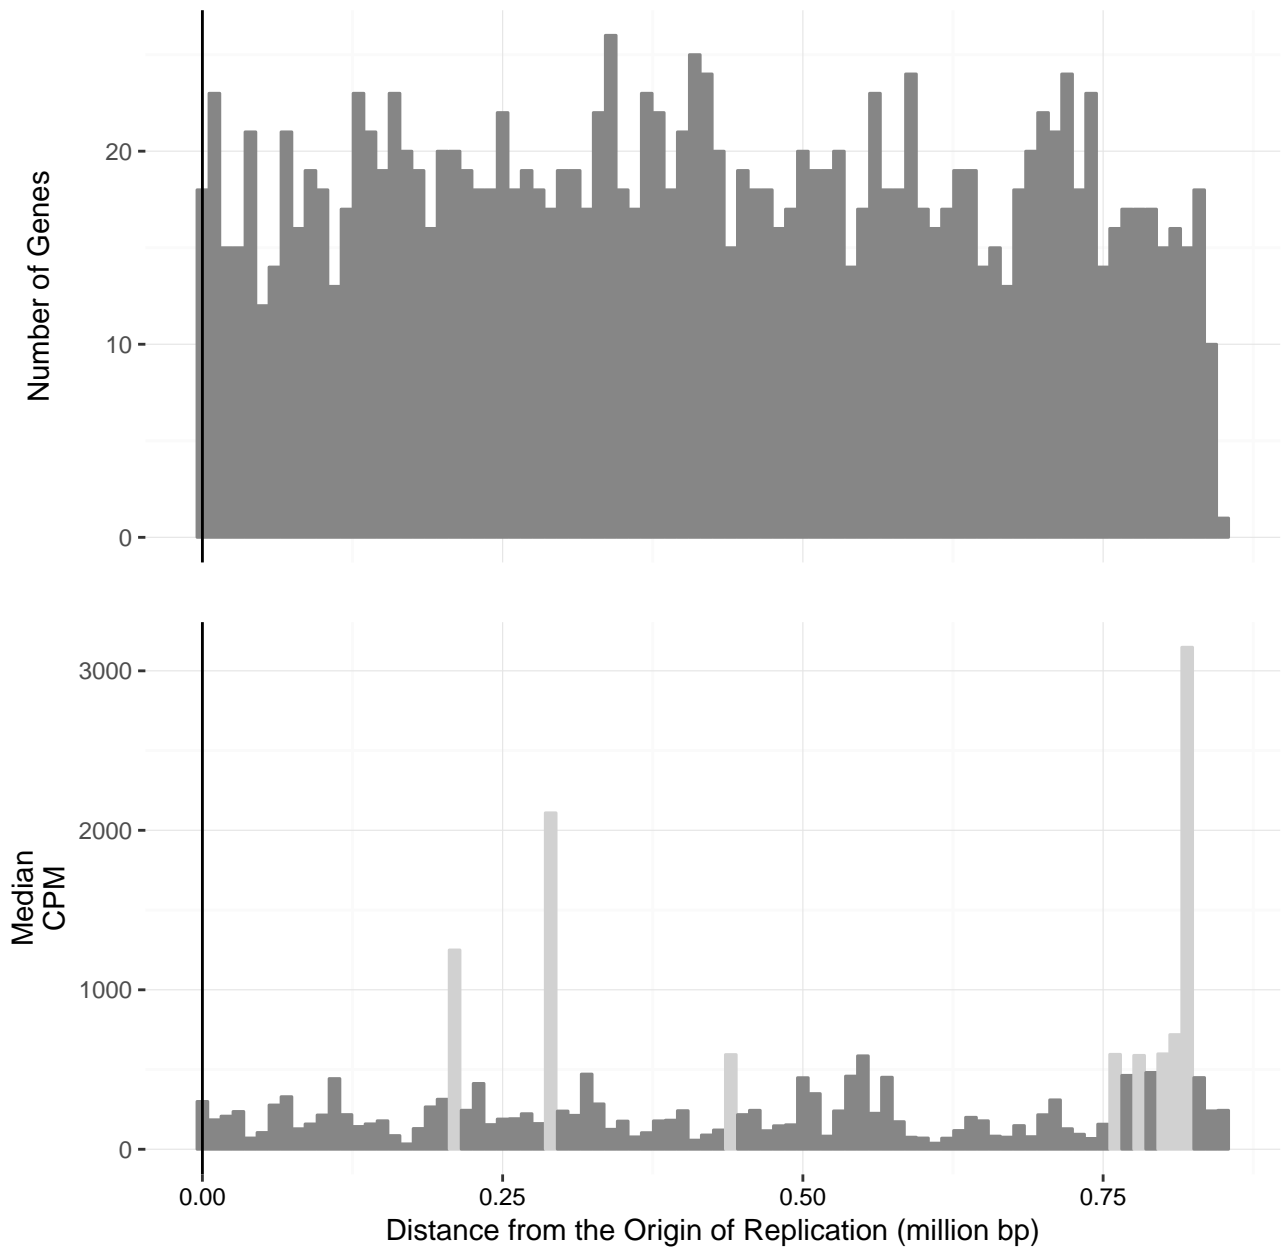 Number of Genes
20
10
0
Median
CPM
3000
2000
1000
0
0.00 0.25 0.50 0.75
Distance from the Origin of Replication (million bp)